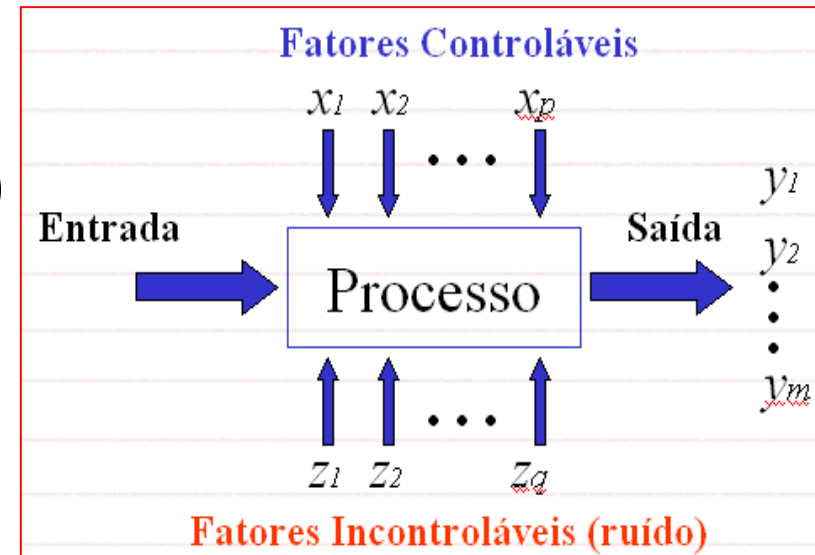 Fatores Controláveis
x1 x2 ... xp
Entrada
Processo
Saída
y1
y2
.
.
.
ym
...
z1 z2 zq
Fatores Incontroláveis (ruído)
)